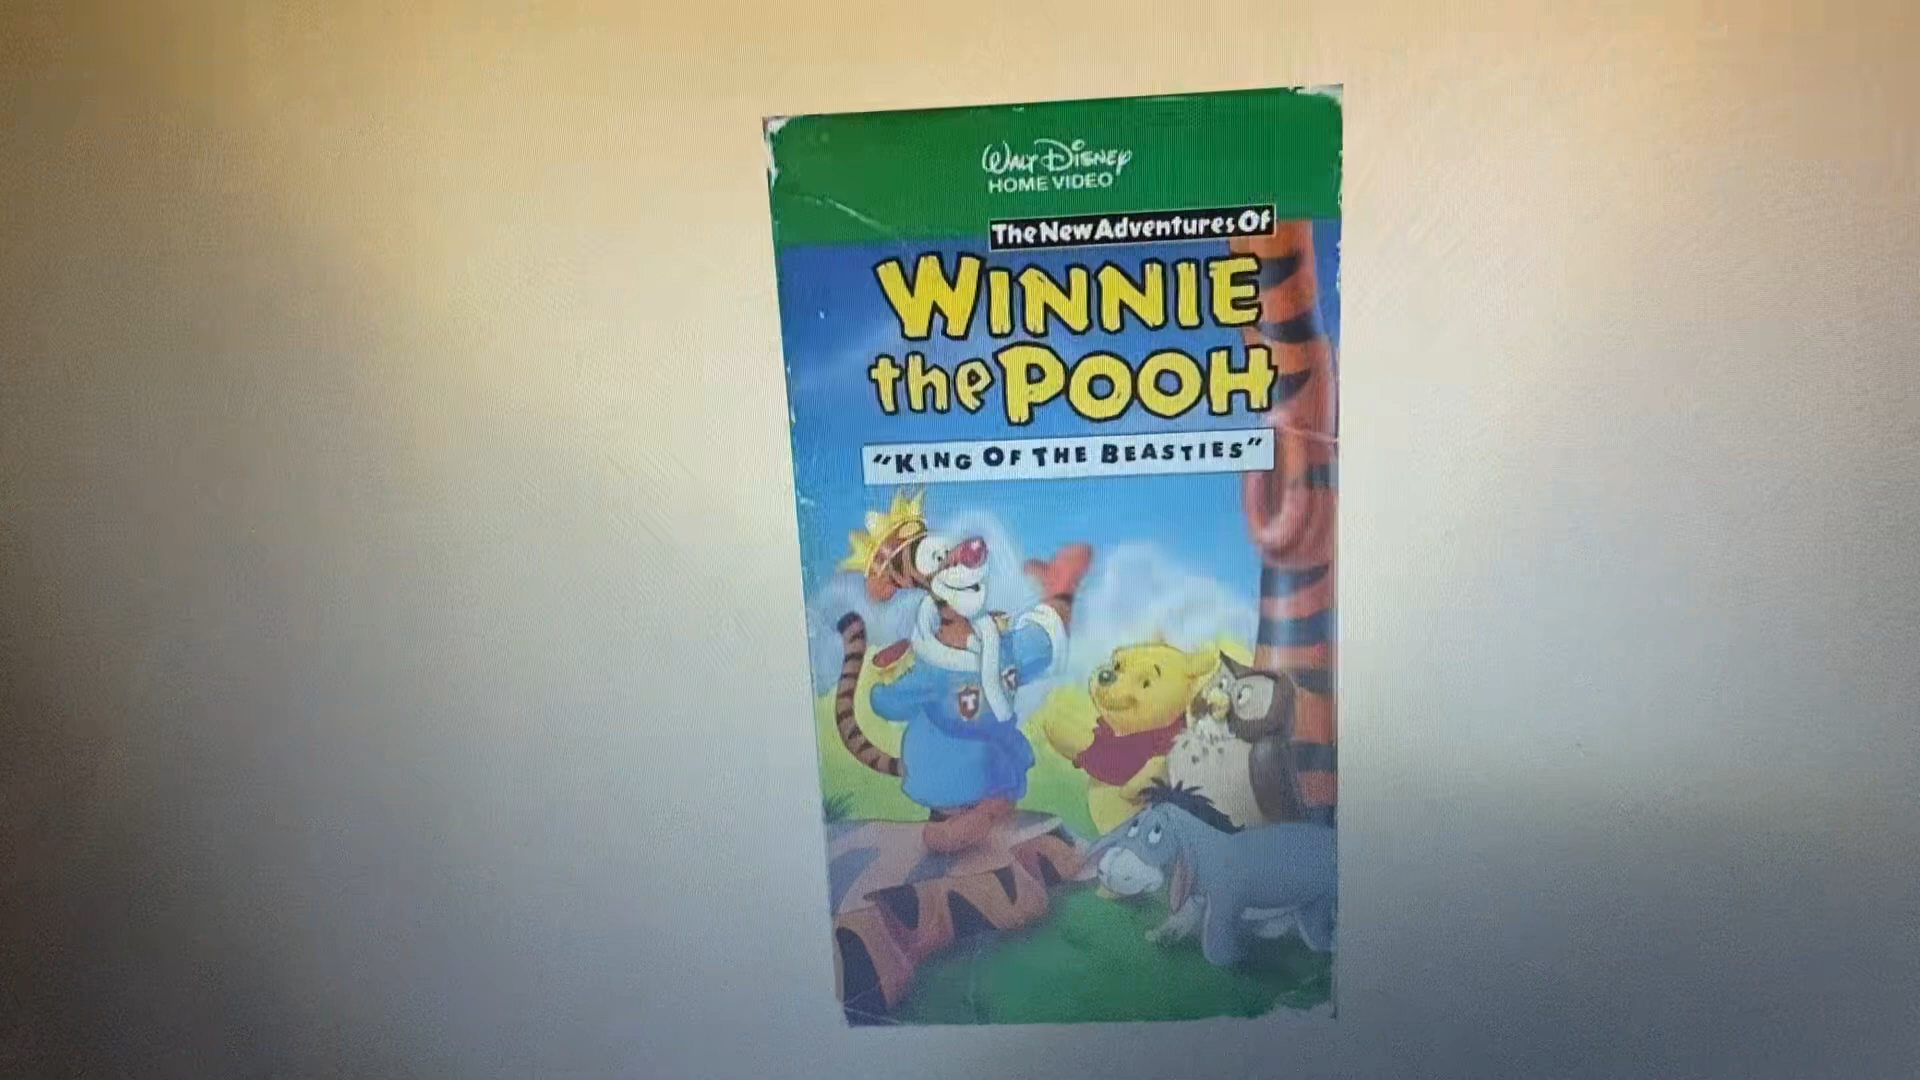 Walt Disney
HOME VIDEO
The New Adventures Of
WINNIE
the POOH
"KING OF THE BEASTIES"
T
T